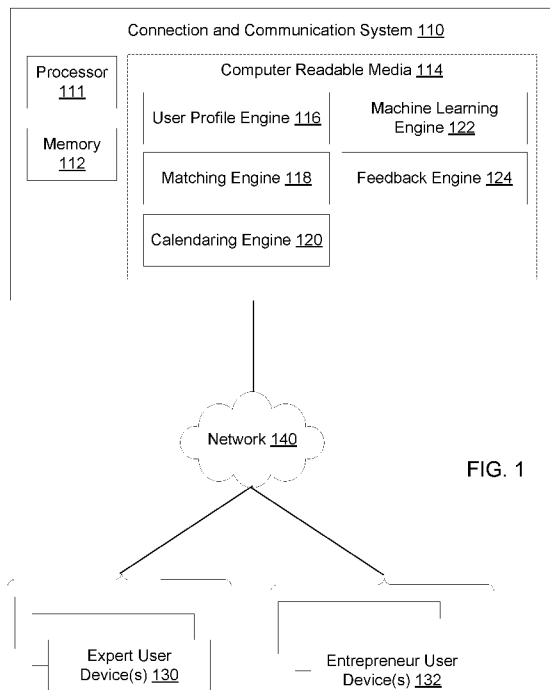 Connection and Communication System 110
Processor
111
Memory
112
Computer Readable Media 114
User Profile Engine 116
Machine Learning
Engine 122
Matching Engine 118
Feedback Engine 124
Calendaring Engine 120
Network 140
FIG. 1
Expert User
Device(s) 130
Entrepreneur User
Device(s) 132